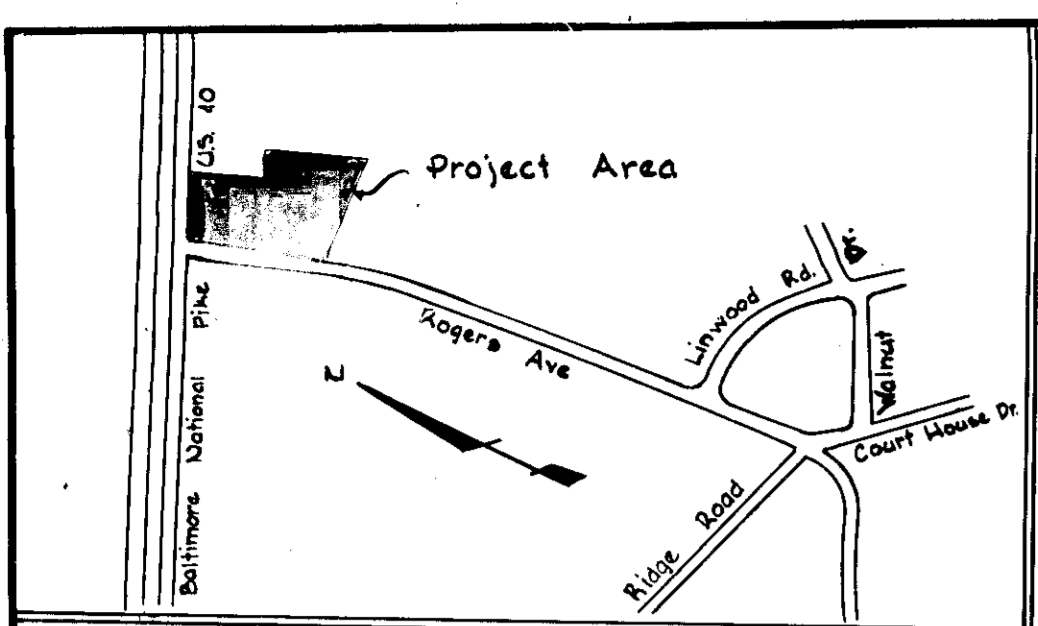 U.S. 40
Project Area
Baltimore National Pike
Rogers Ave
N
Linwood Rd.
Dr.
Walnut
Court House Dr.
Ridge Road